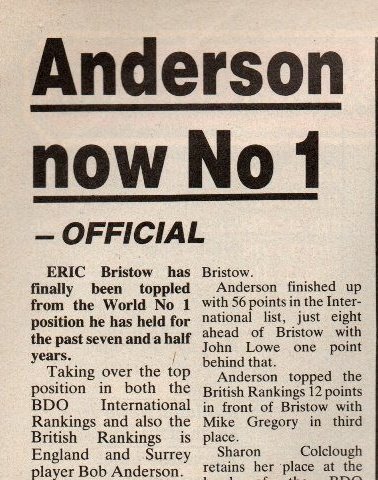 Anderson
now No 1
– OFFICIAL
ERIC Bristow has
finally been toppled
from the World No 1
position he has held for
the past seven and a half
years.
Taking over the top
position in both the
BDO International
Rankings and also the
British Rankings is
England and Surrey
player Bob Anderson.
Bristow.
Anderson finished up
with 56 points in the Inter-
national list, just eight
ahead of Bristow with
John Lowe one point
behind that.
Anderson topped the
British Rankings 12 points
in front of Bristow with
Mike Gregory in third
place.
Sharon Colclough
retains her place at the